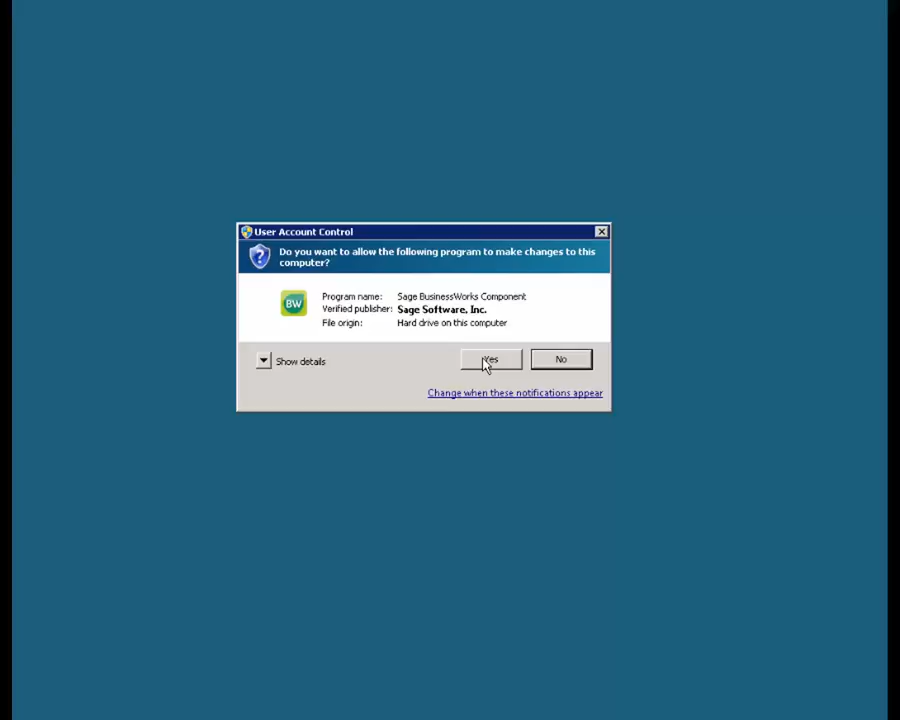 User Account Control
Do you want to allow the following program to make changes to this
computer?
BW
Program name: Sage BusinessWorks Component
Verified publisher: Sage Software, Inc.
File origin: Hard drive on this computer
Show details
Yes
No
Change when these notifications appear